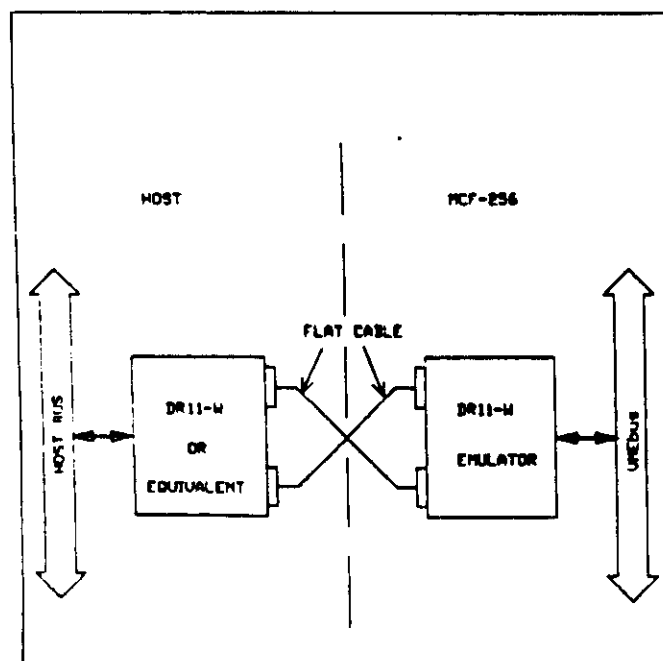 HOST
MCF-256
FLAT CABLE
HOST BUS
DR11-W
OR
EQUIVALENT
DR11-W
EMULATOR
VMEbus